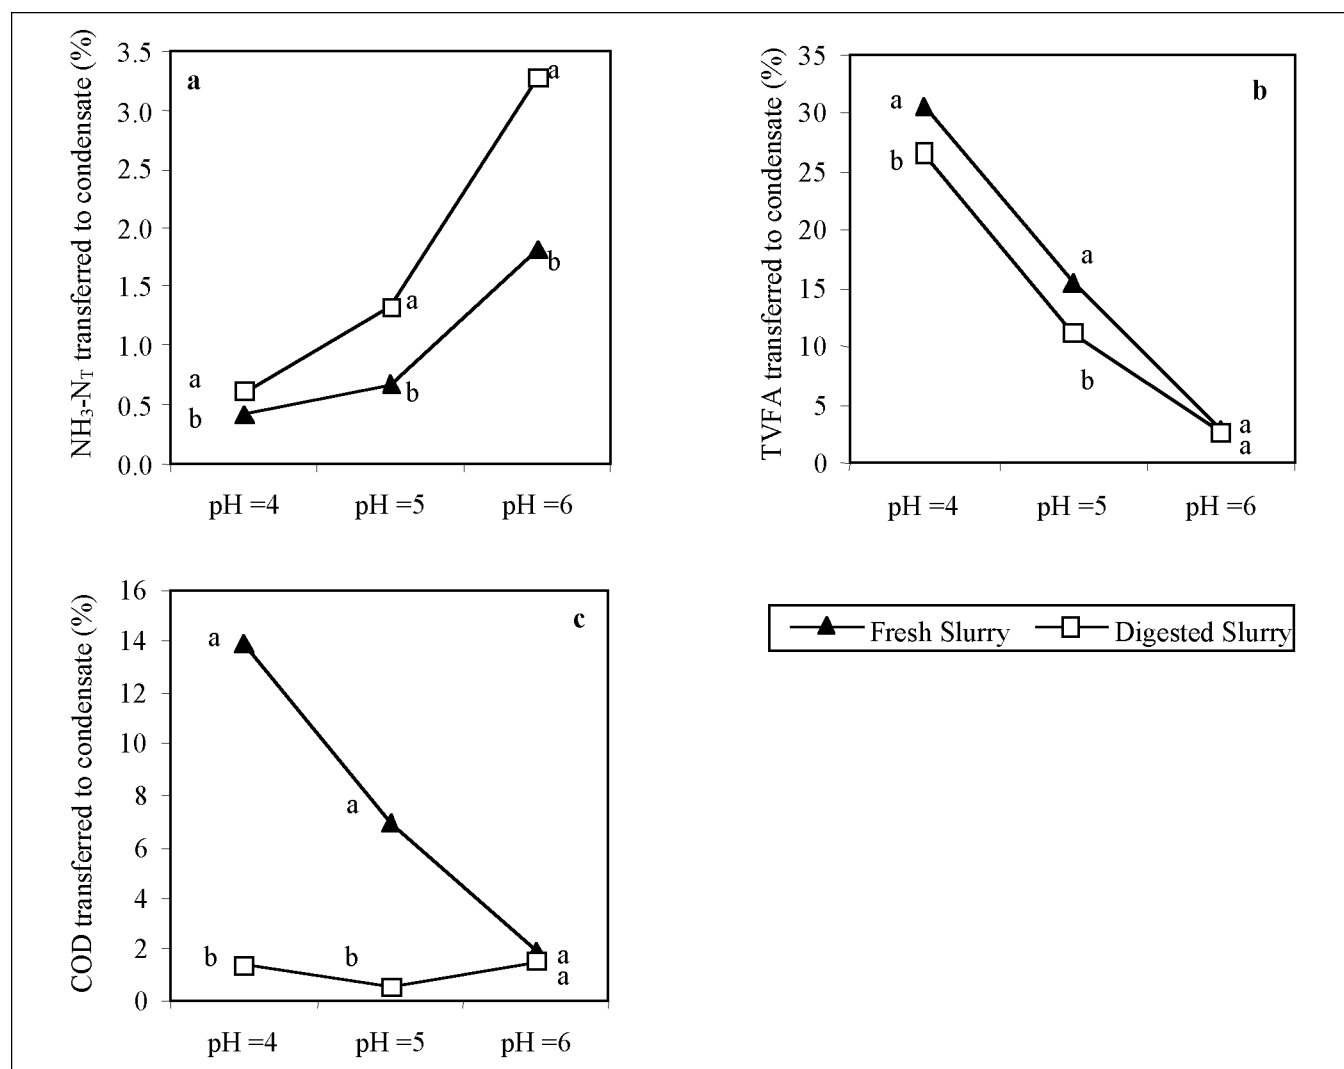 NH₃-N_T transferred to condensate (%)
3.5
3.0
2.5
2.0
1.5
1.0
0.5
0.0
a
a
a
a
b
b
b
pH =4
pH =5
pH =6
TVFA transferred to condensate (%)
35
30
25
20
15
10
5
0
b
a
b
a
b
a
a
pH =4
pH =5
pH =6
COD transferred to condensate (%)
16
14
12
10
8
6
4
2
0
c
a
a
b
b
a
a
pH =4
pH =5
pH =6
Fresh Slurry
Digested Slurry